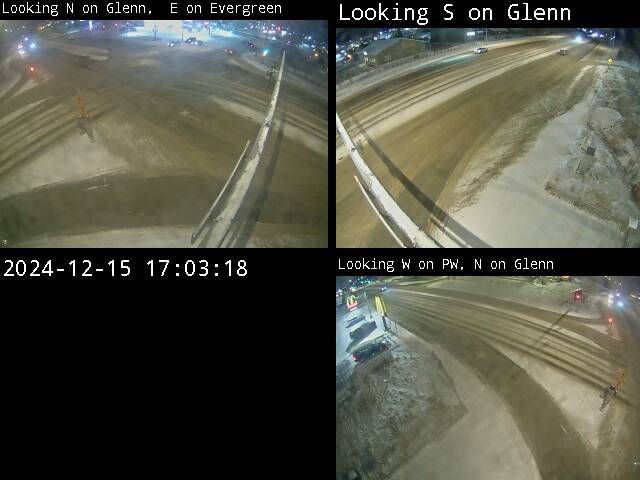 Looking N on Glenn,  E on Evergreen
Looking S on Glenn
2024-12-15 17:03:18
Looking W on PW, N on Glenn